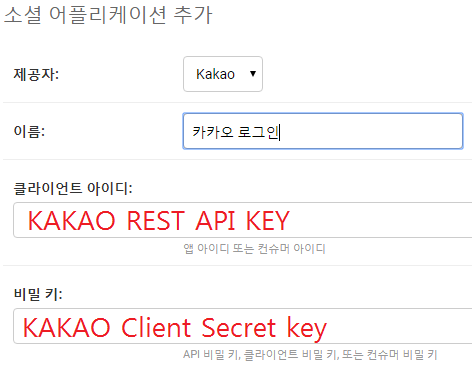 소셜 어플리케이션 추가
제공자: Kakao
이름: 카카오 로그인
클라이언트 아이디:
KAKAO REST API KEY
앱 아이디 또는 컨슈머 아이디
비밀 키:
KAKAO Client Secret key
API 비밀 키, 클라이언트 비밀 키, 또는 컨슈머 비밀 키